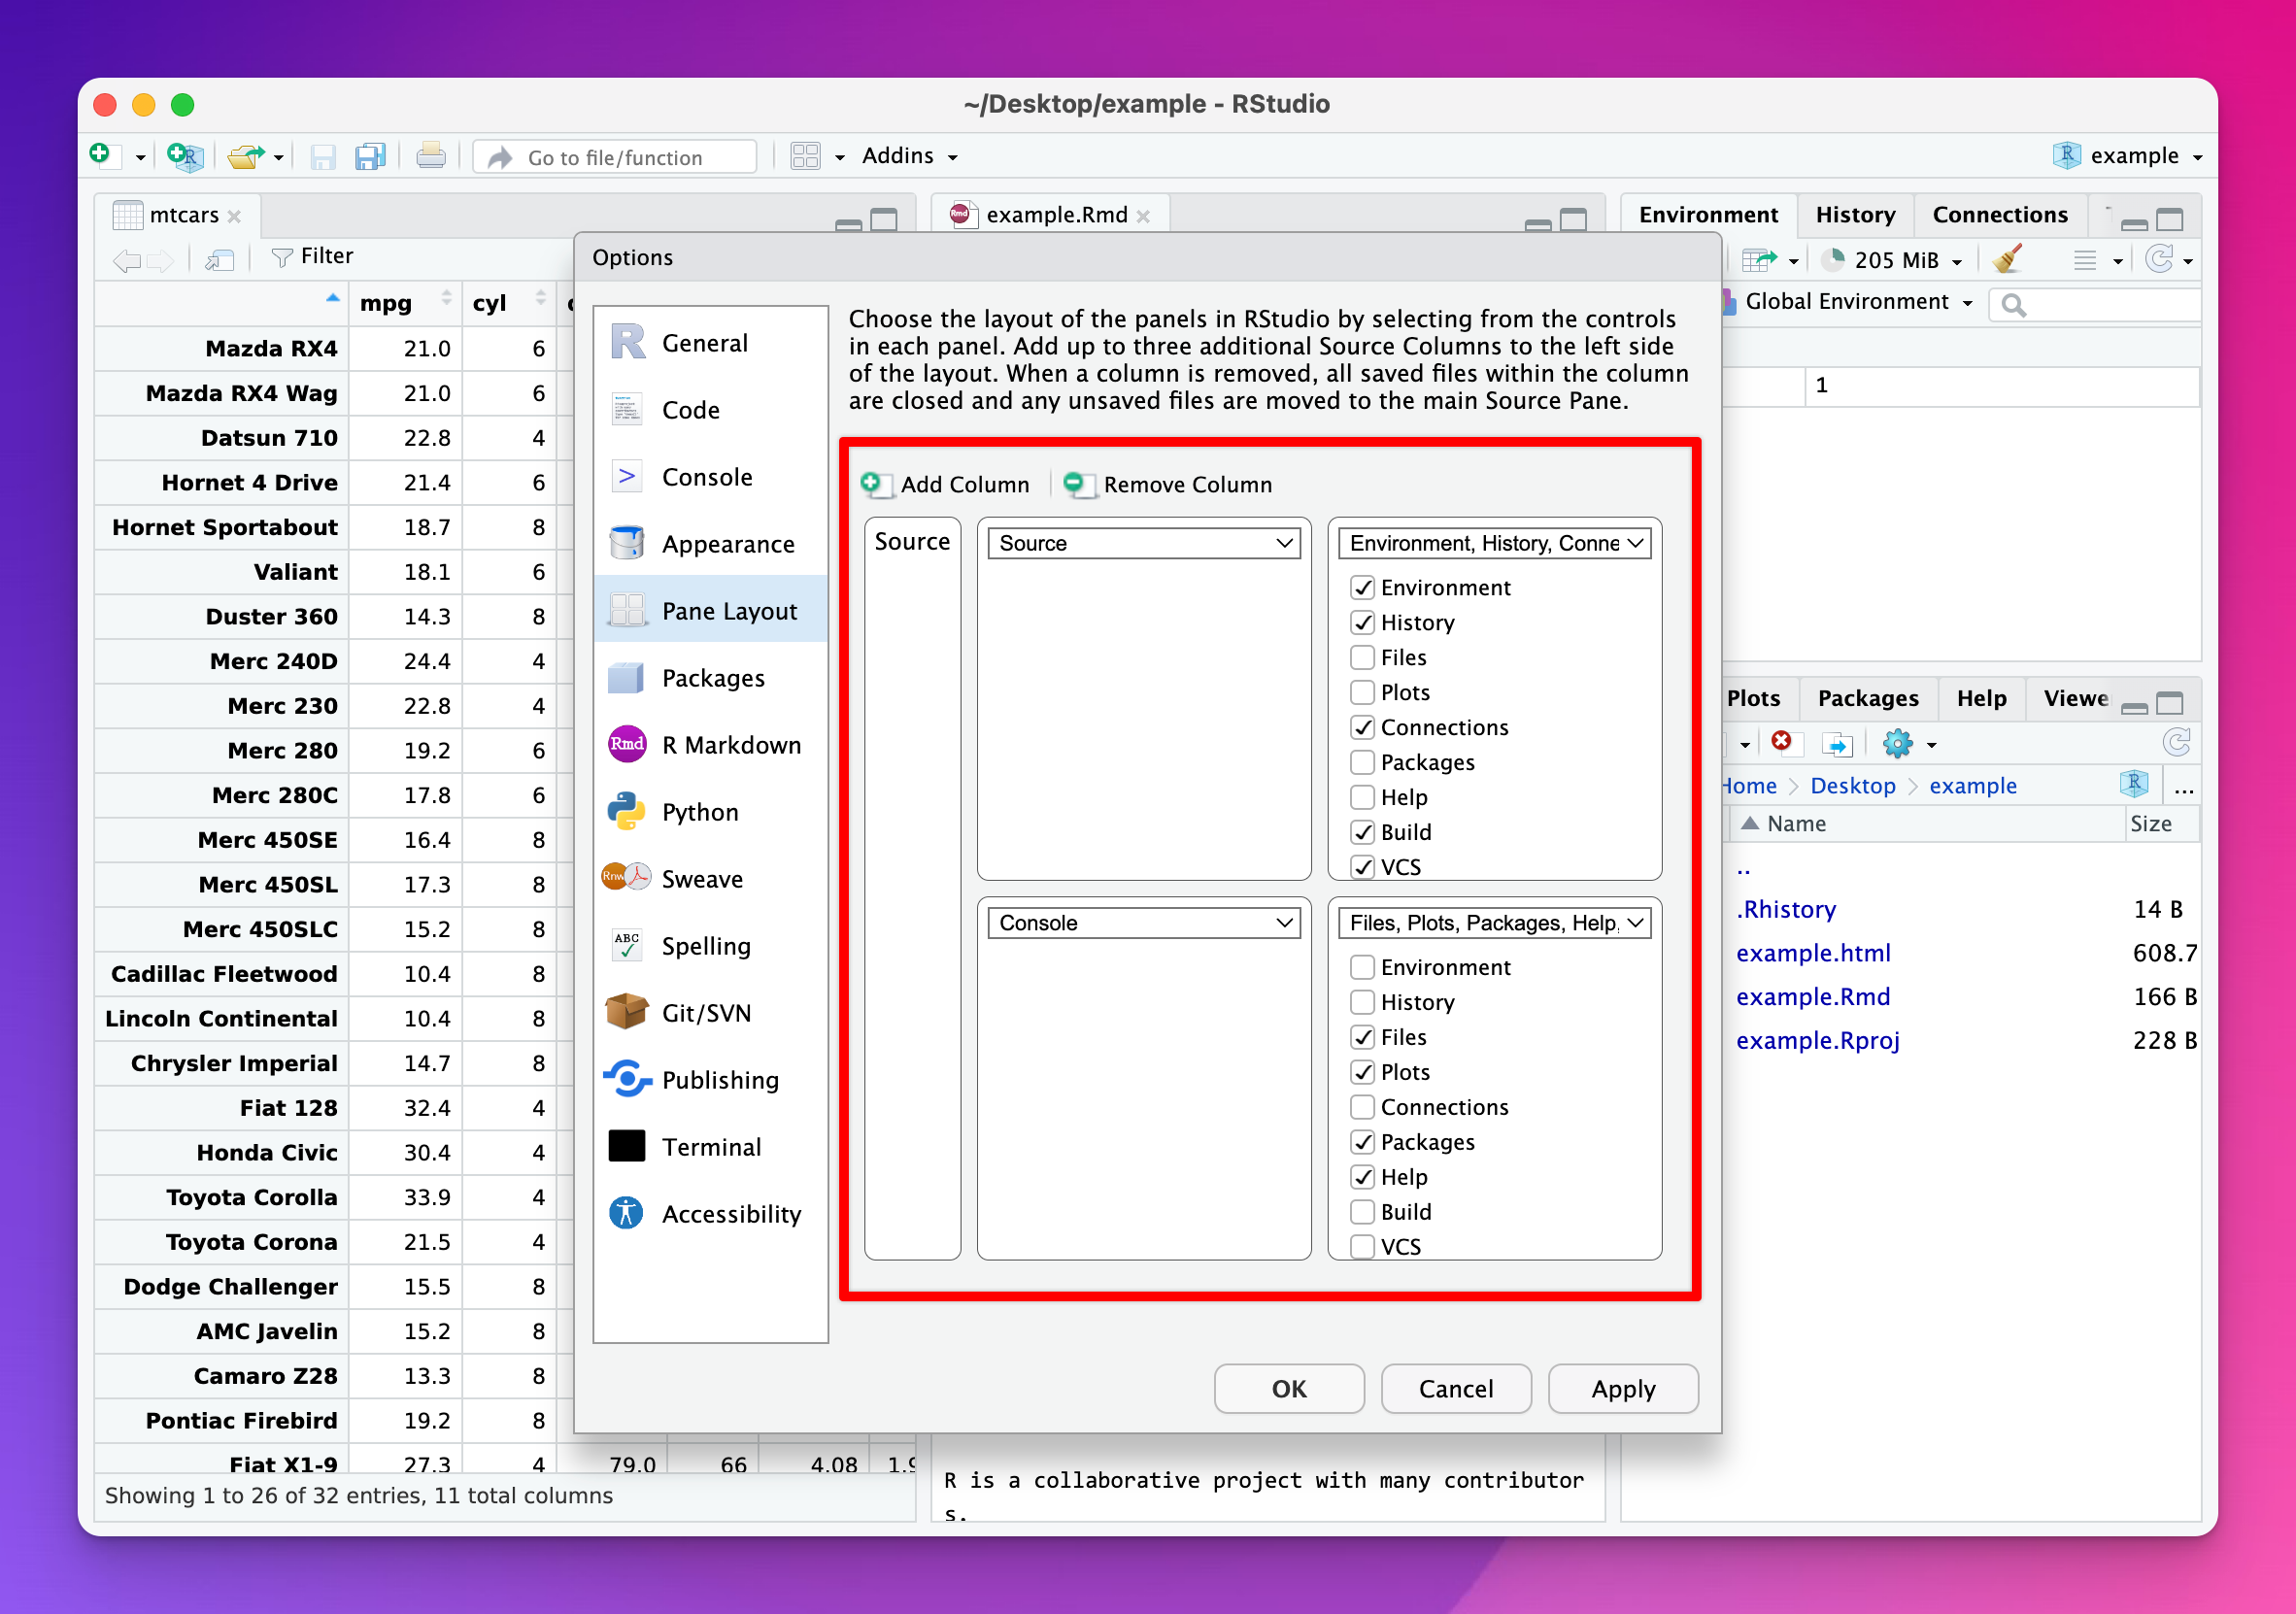 ~/Desktop/example - RStudio
Go to file/function
Addins
example
mtcars
Filter
mpg cyl
Mazda RX4 21.0 6
Mazda RX4 Wag 21.0 6
Datsun 710 22.8 4
Hornet 4 Drive 21.4 6
Hornet Sportabout 18.7 8
Valiant 18.1 6
Duster 360 14.3 8
Merc 240D 24.4 4
Merc 230 22.8 4
Merc 280 19.2 6
Merc 280C 17.8 6
Merc 450SE 16.4 8
Merc 450SL 17.3 8
Merc 450SLC 15.2 8
Cadillac Fleetwood 10.4 8
Lincoln Continental 10.4 8
Chrysler Imperial 14.7 8
Fiat 128 32.4 4
Honda Civic 30.4 4
Toyota Corolla 33.9 4
Toyota Corona 21.5 4
Dodge Challenger 15.5 8
AMC Javelin 15.2 8
Camaro Z28 13.3 8
Pontiac Firebird 19.2 8
Fiat X1-9 27.3 4 79.0 66 4.08 1.9
Showing 1 to 26 of 32 entries, 11 total columns
example.Rmd
R is a collaborative project with many contributor
s.
Options
General
Code
Console
Appearance
Pane Layout
Packages
Rmd R Markdown
Python
Rnw Sweave
ABC Spelling
Git/SVN
Publishing
Terminal
Accessibility
Choose the layout of the panels in RStudio by selecting from the controls
in each panel. Add up to three additional Source Columns to the left side
of the layout. When a column is removed, all saved files within the column
are closed and any unsaved files are moved to the main Source Pane.
Add Column
Remove Column
Source
Source
Environment, History, Conne
Environment
History
Files
Plots
Connections
Packages
Help
Build
VCS
Console
Files, Plots, Packages, Help,
Environment
History
Files
Plots
Connections
Packages
Help
Build
VCS
OK
Cancel
Apply
Environment History Connections
205 MiB
Global Environment
1
Plots Packages Help Viewe
Home Desktop example ...
Name Size
..
.Rhistory 14 B
example.html 608.7
example.Rmd 166 B
example.Rproj 228 B